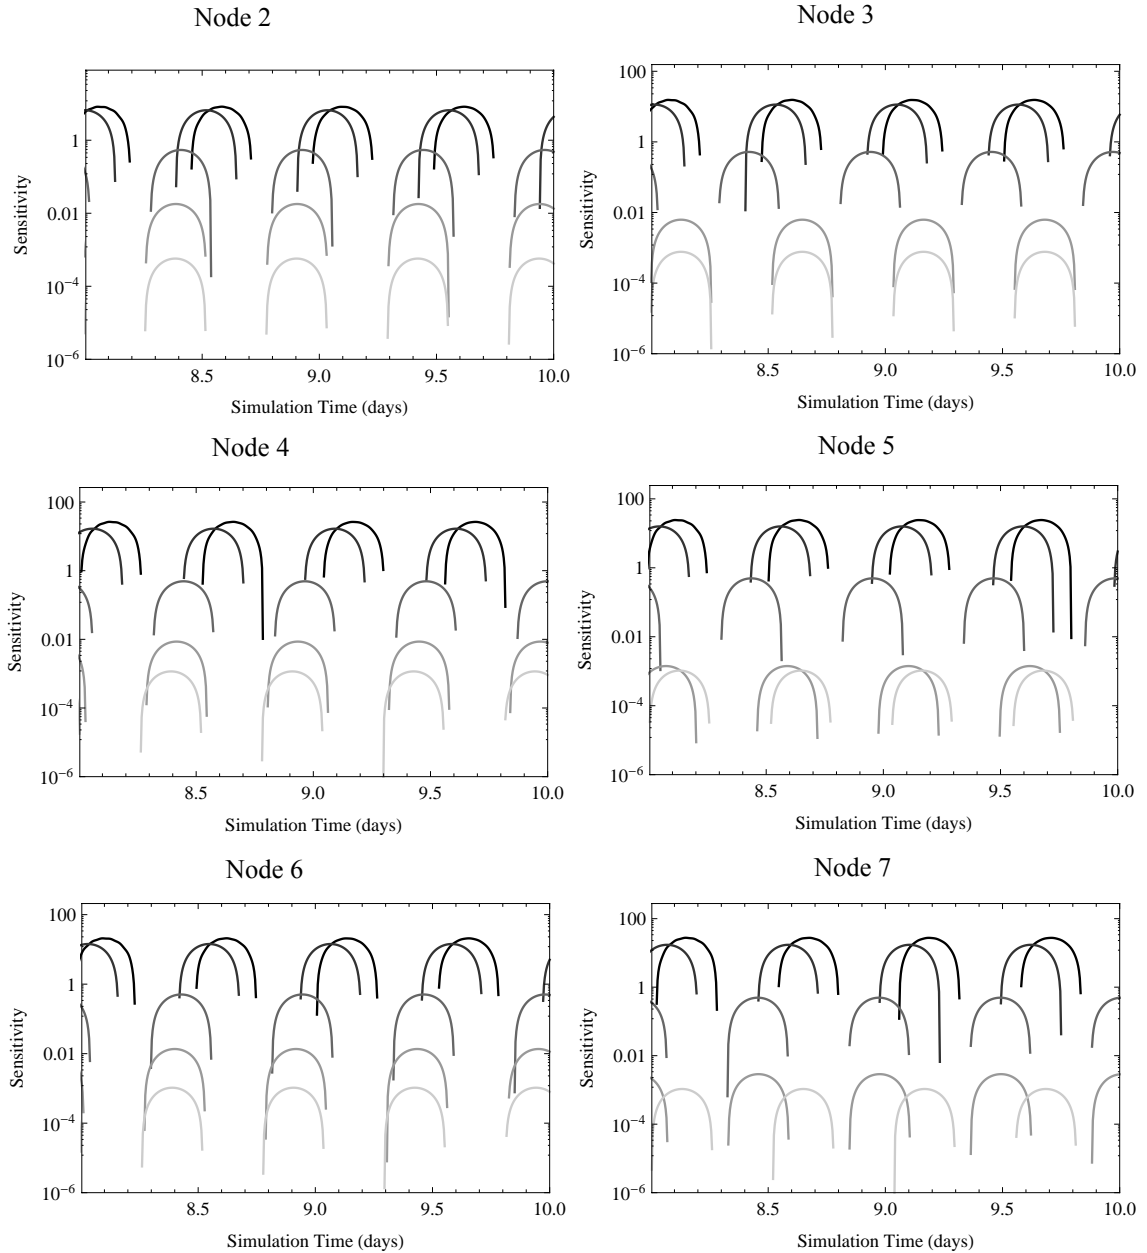 Node 2
Node 3
Sensitivity
1
0.01
10⁻⁴
10⁻⁶
8.5 9.0 9.5 10.0
Simulation Time (days)
Sensitivity
100
1
0.01
10⁻⁴
10⁻⁶
8.5 9.0 9.5 10.0
Simulation Time (days)
Node 4
Node 5
Sensitivity
100
1
0.01
10⁻⁴
10⁻⁶
8.5 9.0 9.5 10.0
Simulation Time (days)
Sensitivity
100
1
0.01
10⁻⁴
10⁻⁶
8.5 9.0 9.5 10.0
Simulation Time (days)
Node 6
Node 7
Sensitivity
100
1
0.01
10⁻⁴
10⁻⁶
8.5 9.0 9.5 10.0
Simulation Time (days)
Sensitivity
100
1
0.01
10⁻⁴
10⁻⁶
8.5 9.0 9.5 10.0
Simulation Time (days)